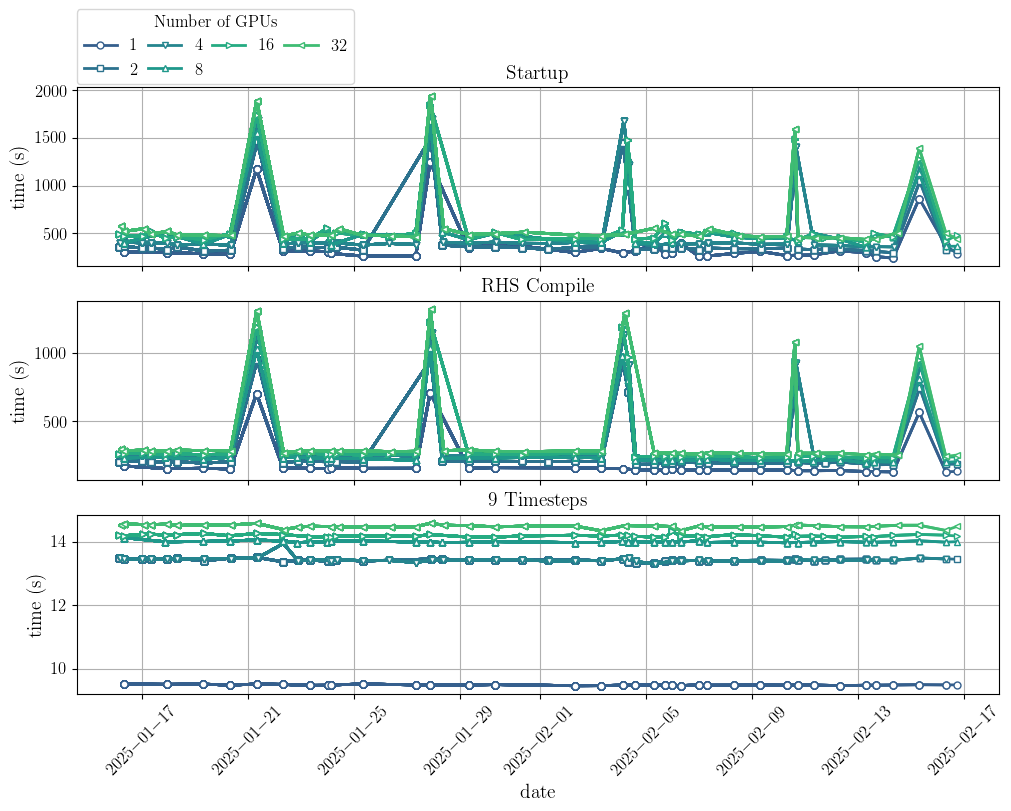 Number of GPUs
1 4 16 32
2 8
Startup
2000
1500
1000
500
time (s)
RHS Compile
1000
500
time (s)
9 Timesteps
14
12
10
time (s)
2025−01−17 2025−01−21 2025−01−25 2025−01−29 2025−02−01 2025−02−05 2025−02−09 2025−02−13 2025−02−17
date